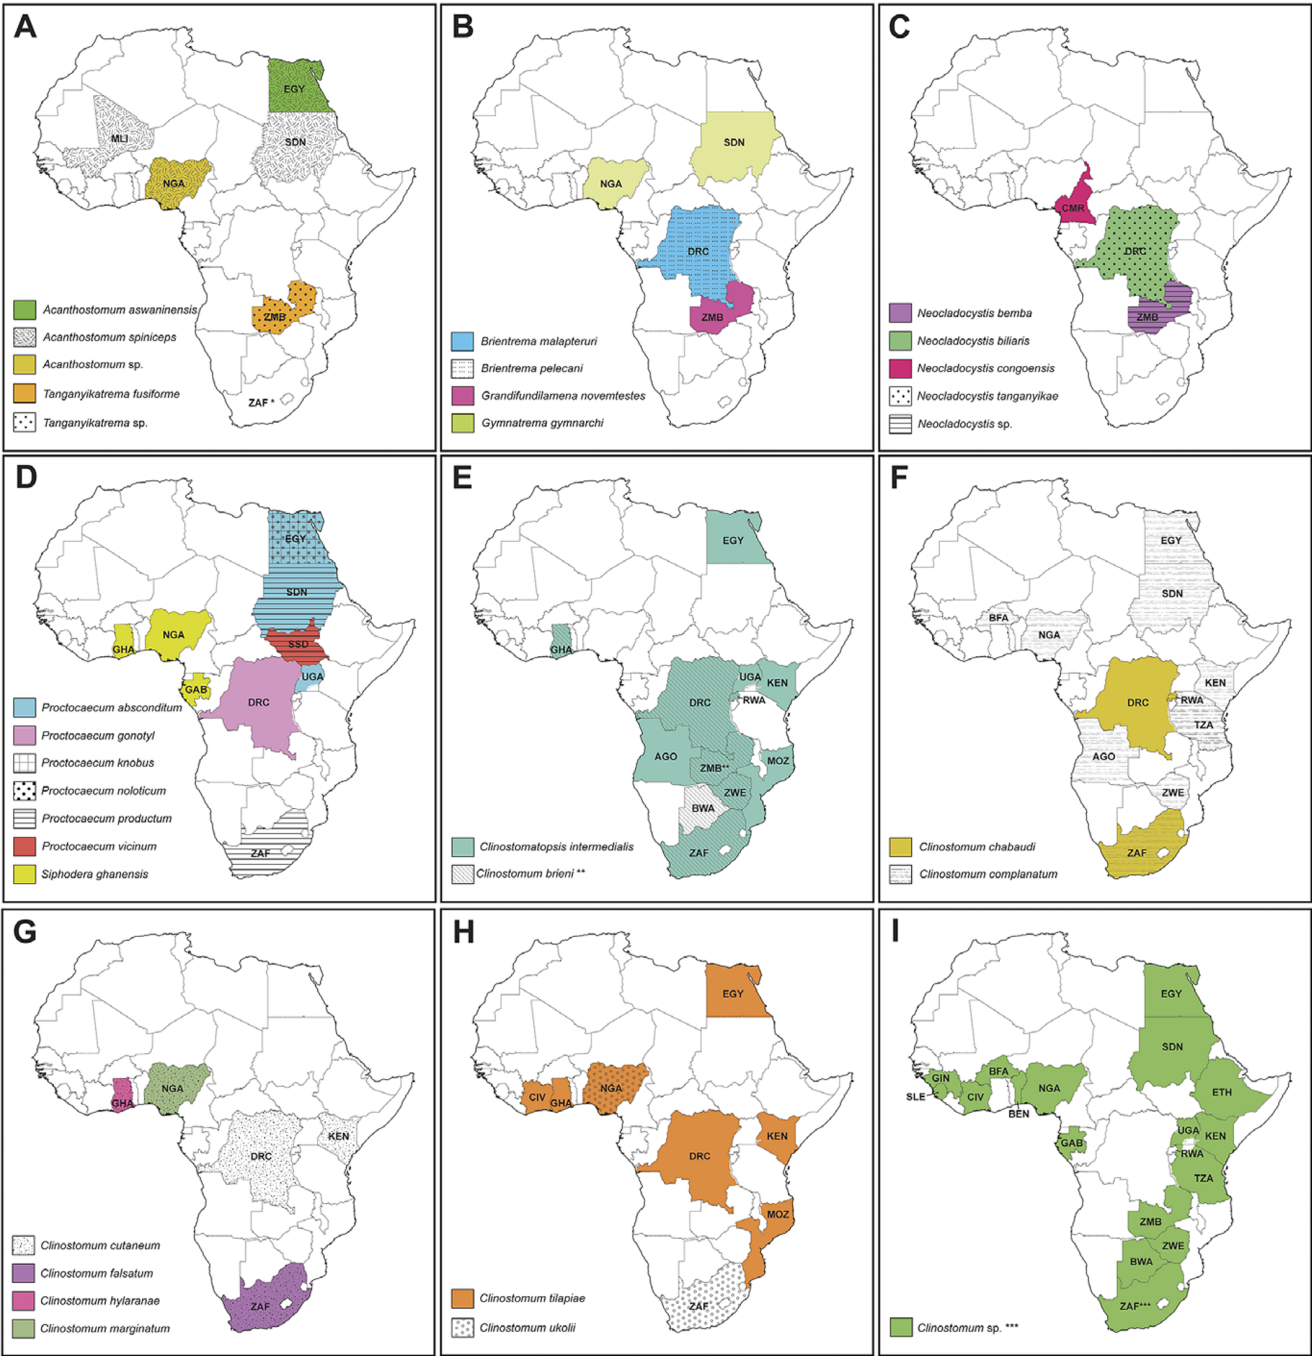 A
EGY
MLI
SDN
NGA
ZMB
ZAF *
Acanthostomum aswaninensis
Acanthostomum spiniceps
Acanthostomum sp.
Tanganyikatrema fusiforme
Tanganyikatrema sp.
B
SDN
NGA
DRC
ZMB
Brientrema malapteruri
Brientrema pelecani
Grandifundilamena novemtestes
Gymnatrema gymnarchi
C
CMR
DRC
ZMB
Neocladocystis bemba
Neocladocystis biliaris
Neocladocystis congoensis
Neocladocystis tanganyikae
Neocladocystis sp.
D
EGY
SDN
NGA
GHA
SSD
UGA
GAB
DRC
ZAF
Proctocaecum absconditum
Proctocaecum gonotyl
Proctocaecum knobus
Proctocaecum noloticum
Proctocaecum productum
Proctocaecum vicinum
Siphodera ghanensis
E
EGY
GHA
UGA
KEN
DRC
RWA
AGO
ZMB**
MOZ
ZWE
BWA
ZAF
Clinostomatopsis intermedialis
Clinostomum brieni **
F
EGY
SDN
BFA
NGA
KEN
DRC
RWA
TZA
AGO
ZWE
ZAF
Clinostomum chabaudi
Clinostomum complanatum
G
NGA
GHA
KEN
DRC
ZAF
Clinostomum cutaneum
Clinostomum falsatum
Clinostomum hylaranae
Clinostomum marginatum
H
EGY
NGA
CIV
GHA
KEN
DRC
MOZ
ZAF
Clinostomum tilapiae
Clinostomum ukolii
I
EGY
SDN
BFA
GIN
NGA
ETH
SLE
CIV
BEN
UGA
KEN
GAB
RWA
TZA
ZMB
ZWE
BWA
ZAF***
Clinostomum sp. ***